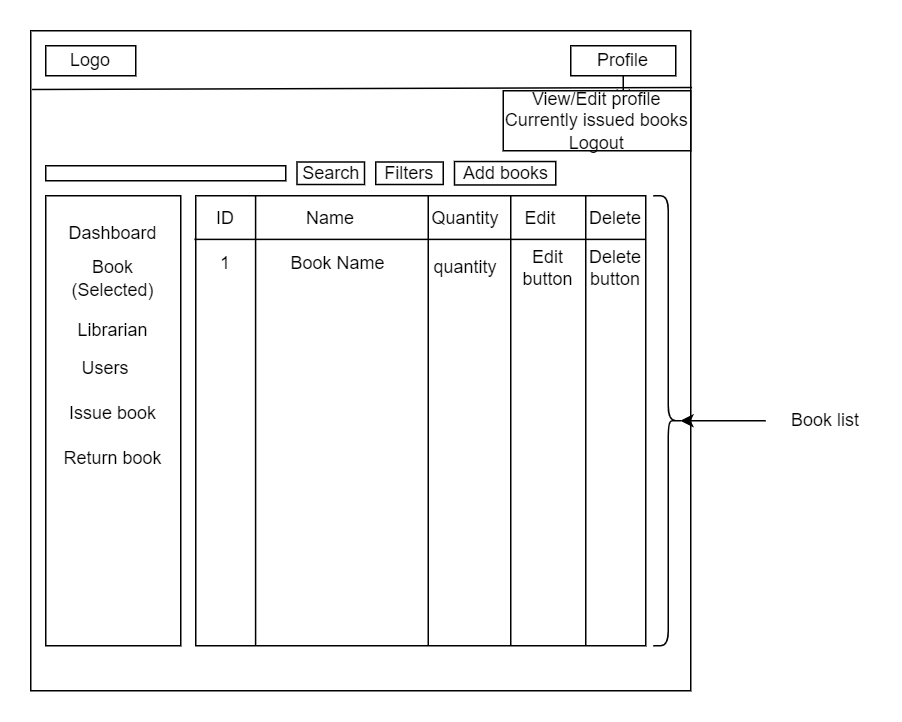 Logo
Profile
View/Edit profile
Currently issued books
Logout
Search
Filters
Add books
Dashboard
Book
(Selected)
Librarian
Users
Issue book
Return book
ID
Name
Quantity
Edit
Delete
1
Book Name
quantity
Edit
button
Delete
button
Book list